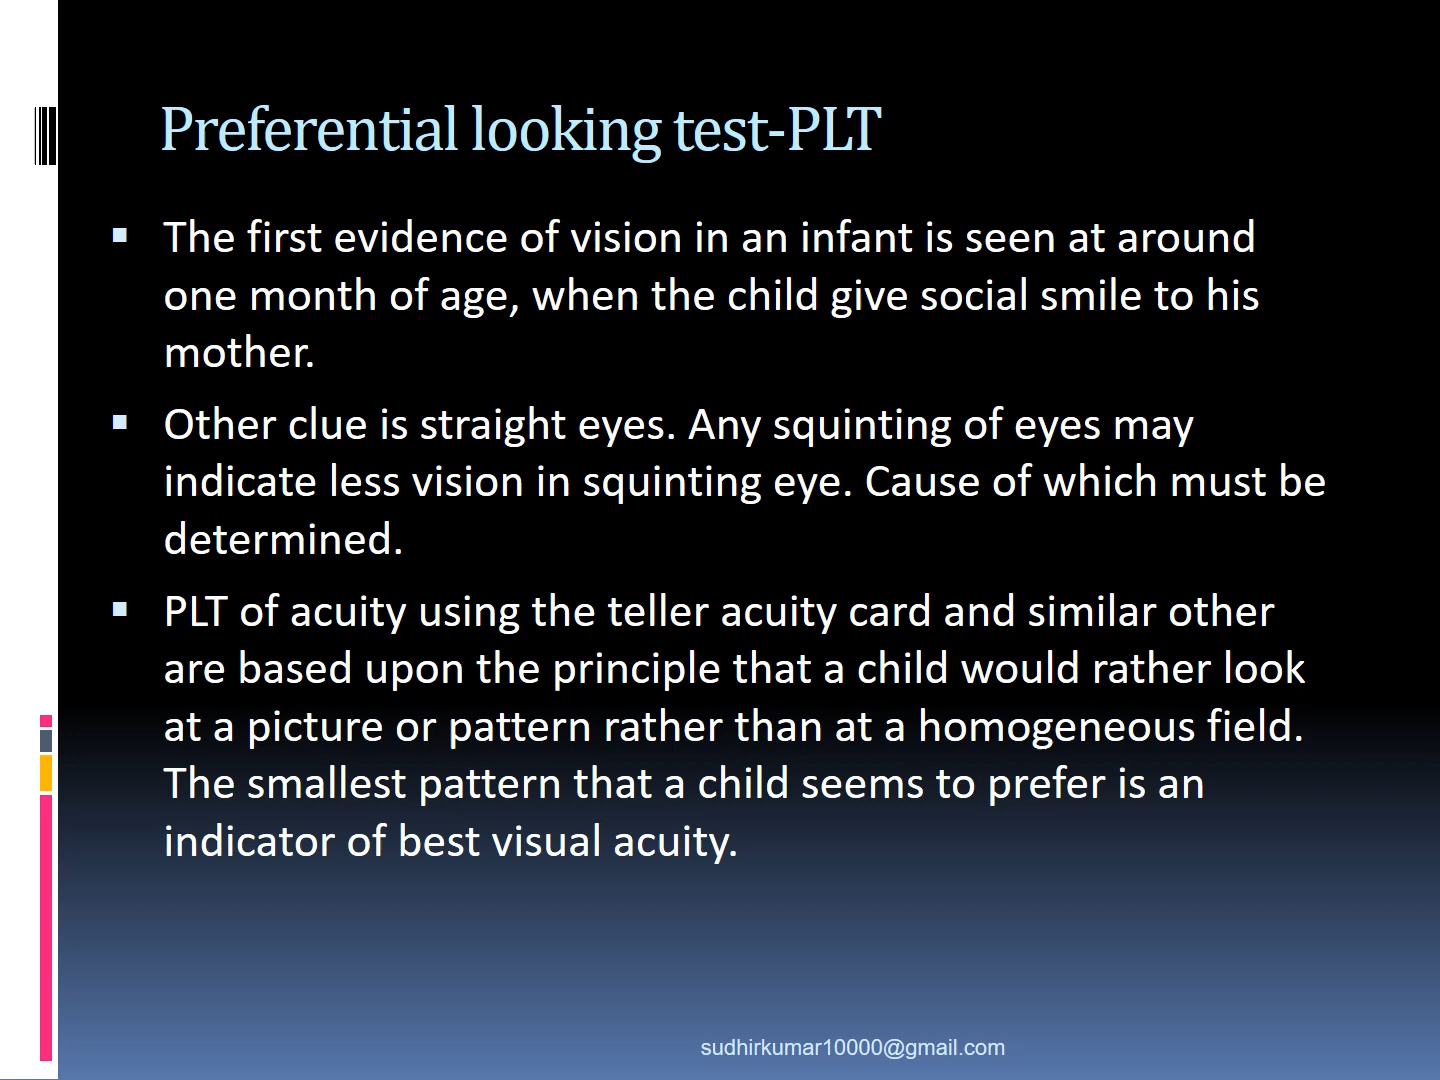 Preferential looking test-PLT
The first evidence of vision in an infant is seen at around
one month of age, when the child give social smile to his
mother.
Other clue is straight eyes. Any squinting of eyes may
indicate less vision in squinting eye. Cause of which must be
determined.
PLT of acuity using the teller acuity card and similar other
are based upon the principle that a child would rather look
at a picture or pattern rather than at a homogeneous field.
The smallest pattern that a child seems to prefer is an
indicator of best visual acuity.
sudhirkumar10000@gmail.com